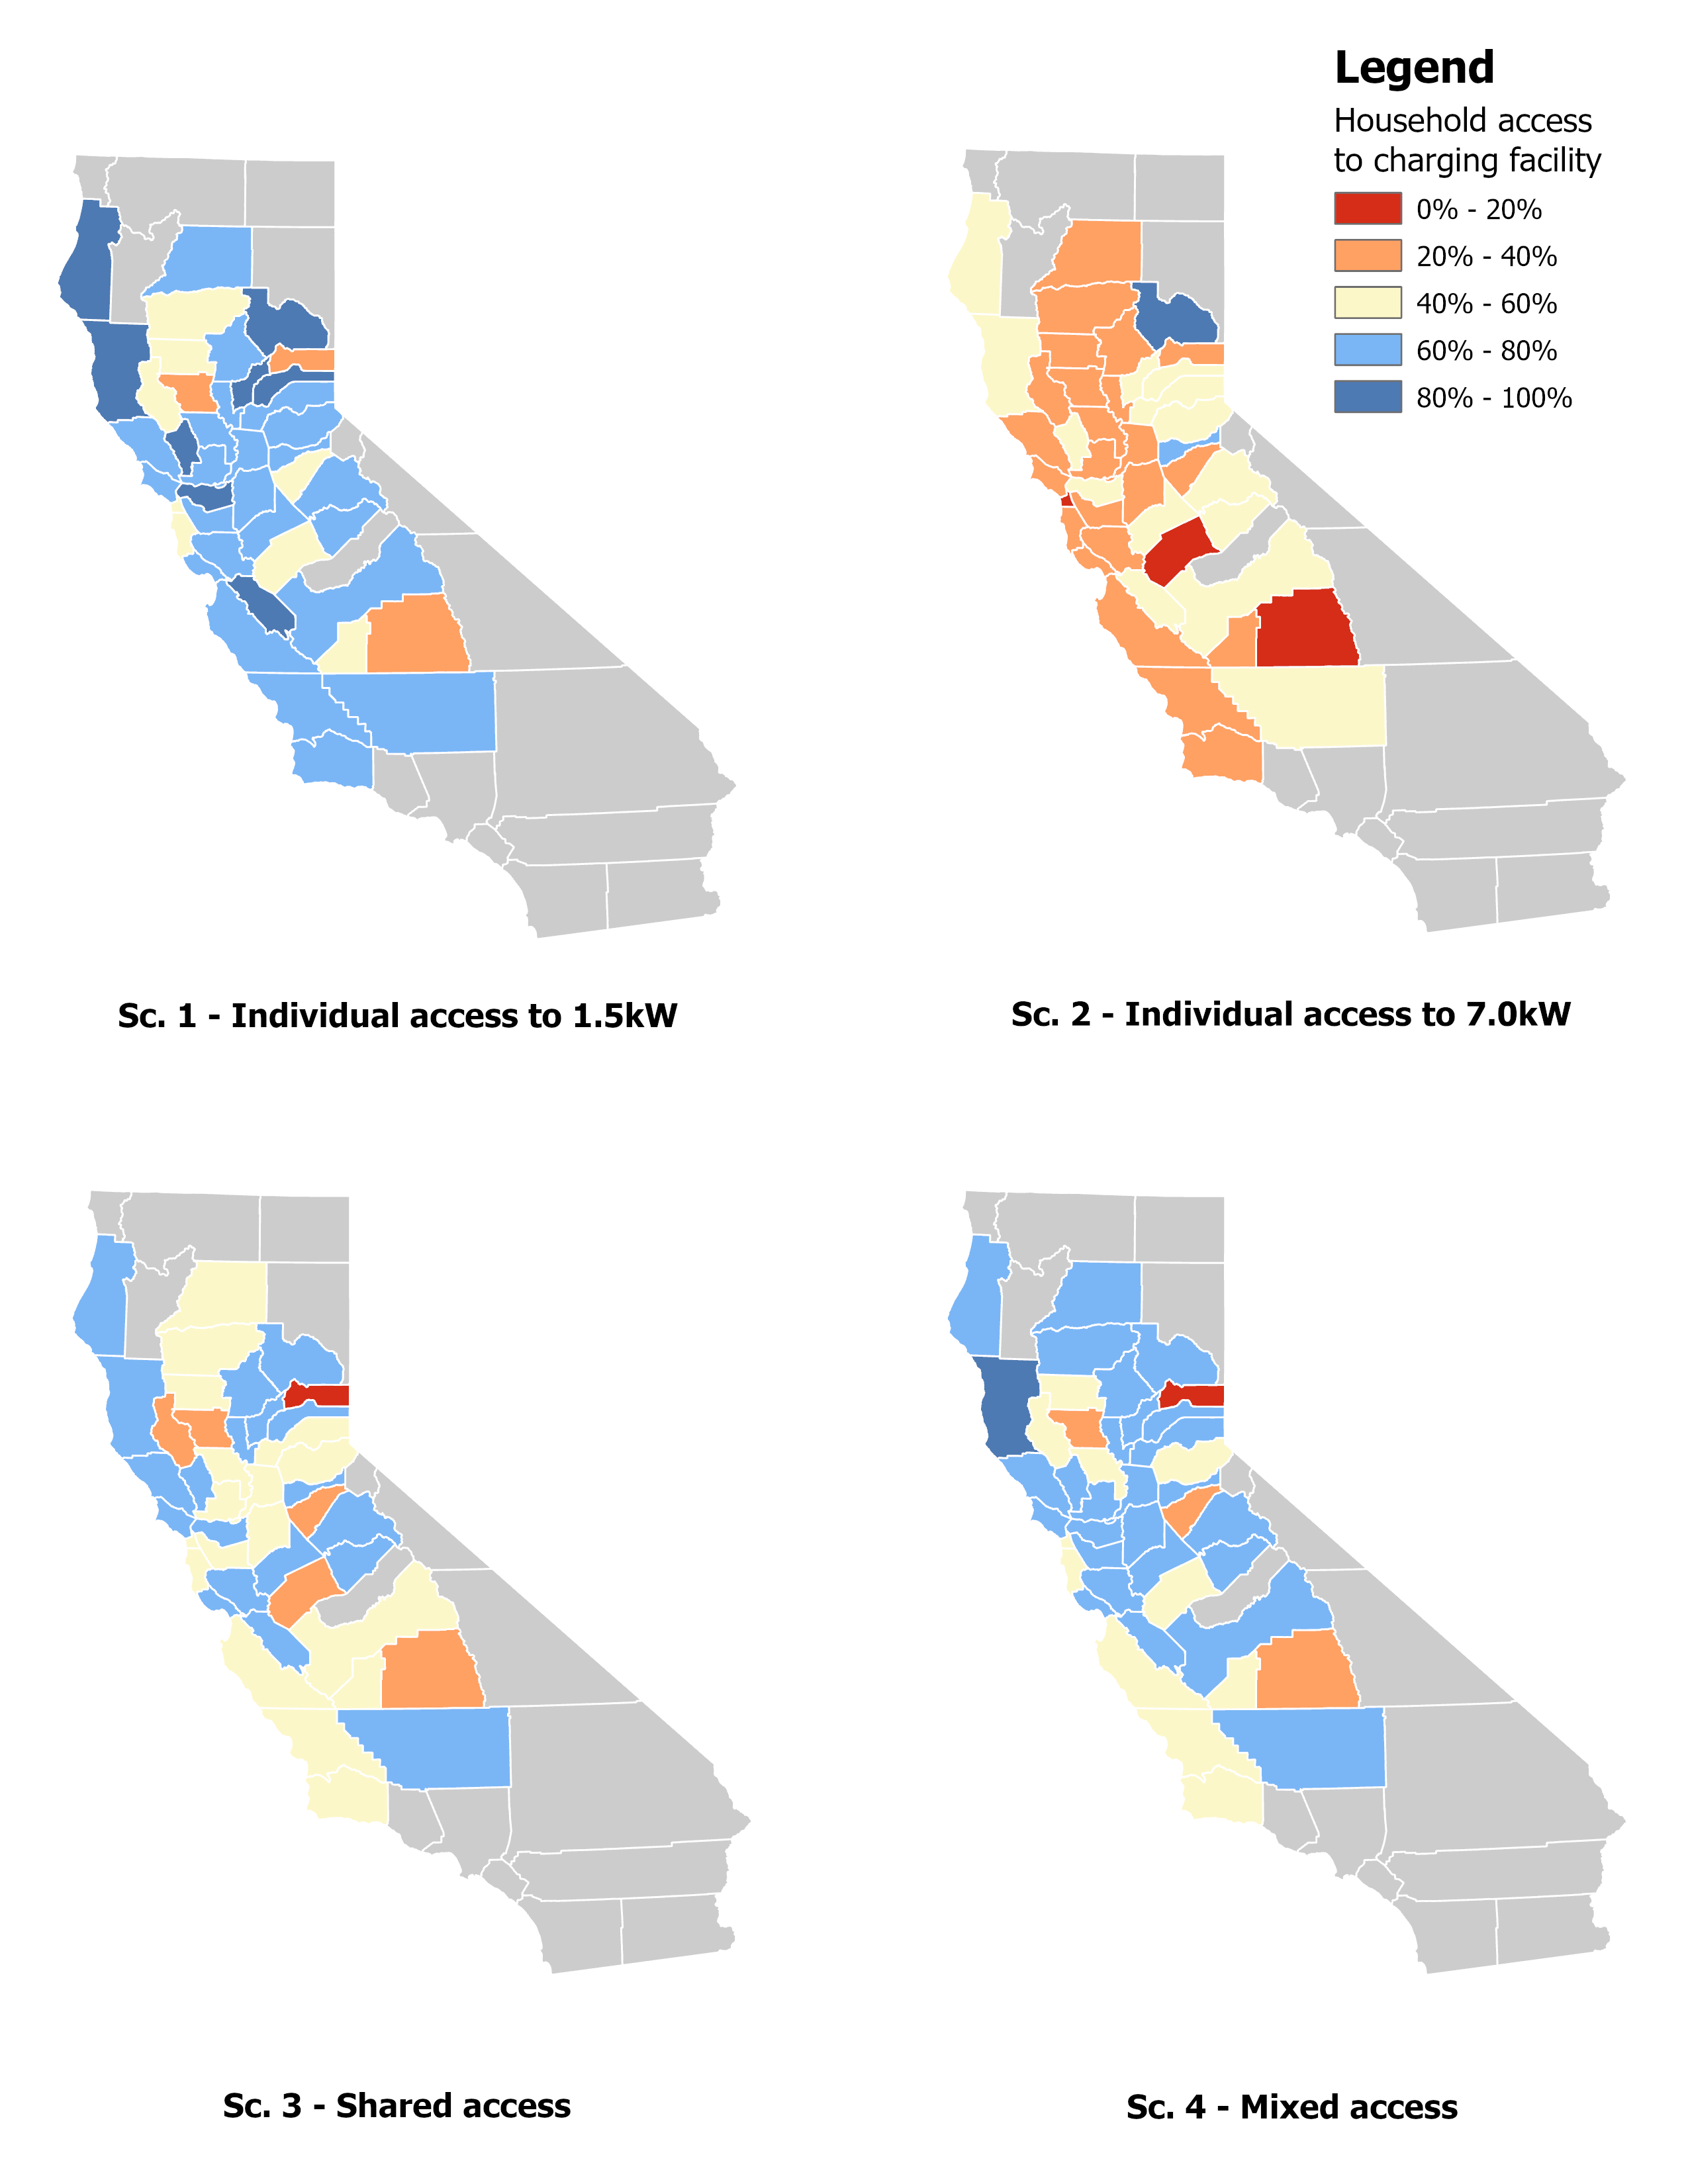 Legend
Household access
to charging facility
0% - 20%
20% - 40%
40% - 60%
60% - 80%
80% - 100%
Sc. 1 - Individual access to 1.5kW
Sc. 2 - Individual access to 7.0kW
Sc. 3 - Shared access
Sc. 4 - Mixed access